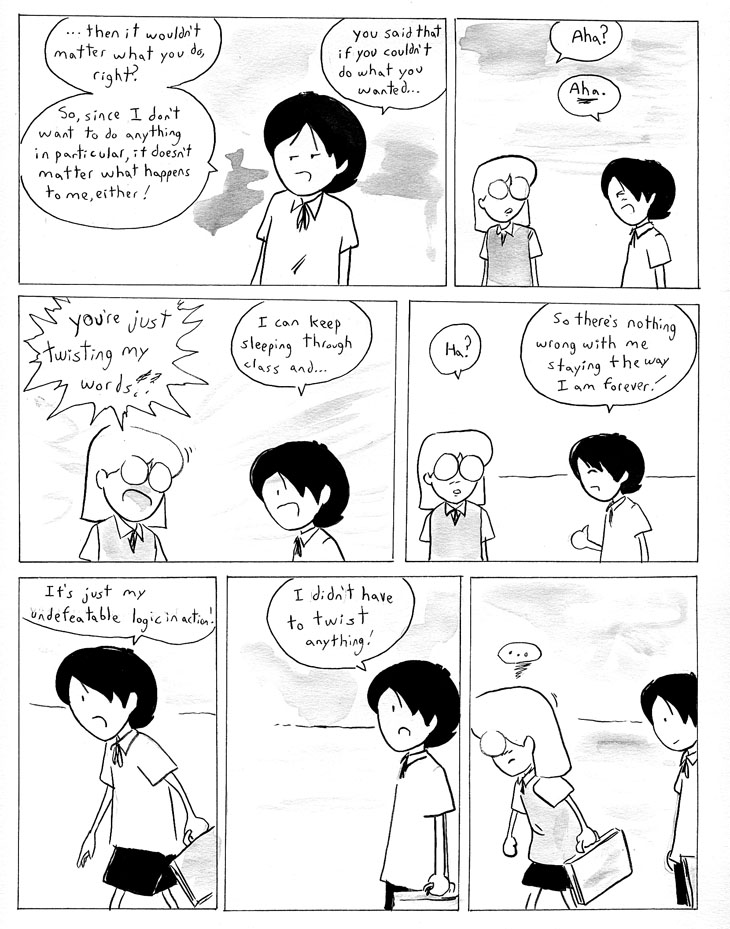 Aha.
Aha?
you said that
if you couldn't
do what you
wanted...
...then it wouldn't
matter what you do,
right?
So, since I don't
want to do anything
in particular, it doesn't
matter what happens
to me, either!
So there's nothing
wrong with me
staying the way
I am forever!
Ha?
I can keep
sleeping through
class and...
you're just
twisting my
words!!
...
I didn't have
to twist
anything!
It's just my
undefeatable logic in action!